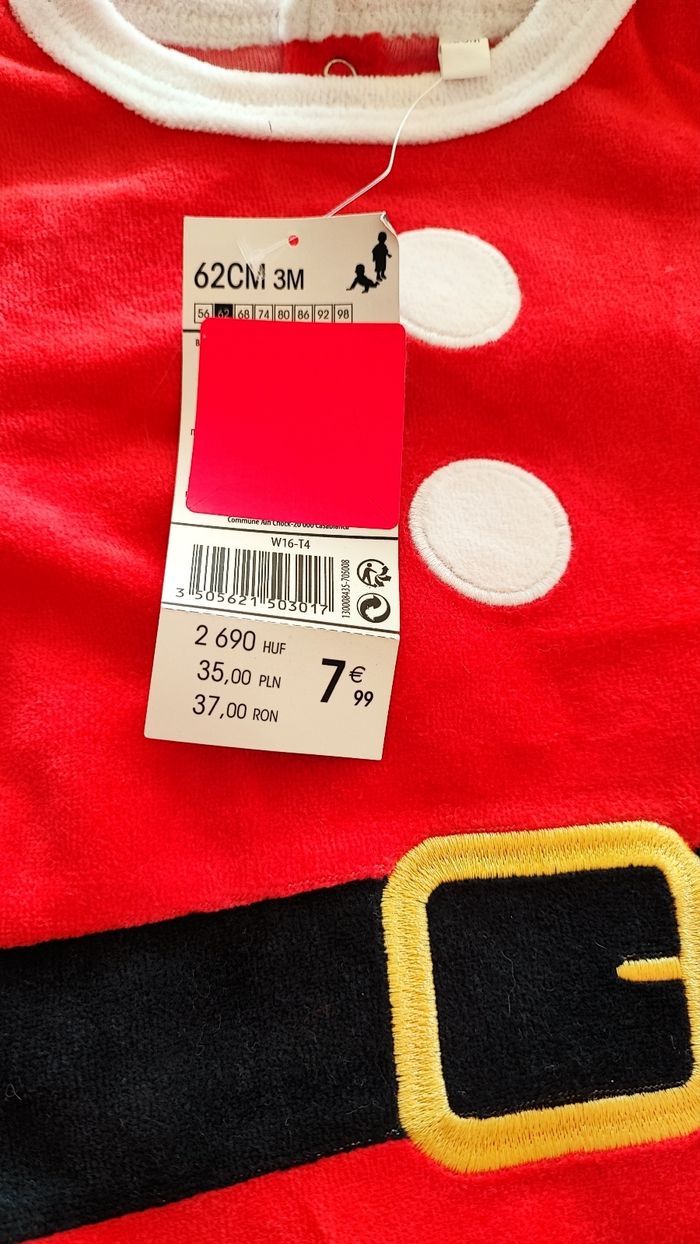 62CM 3M
56 62 68 74 80 86 92 98
Commune Ain Chock-20 000 Casablanca
W16-T4
3 505621 503017
130008435-705008
2 690 HUF
35,00 PLN
37,00 RON
7€99